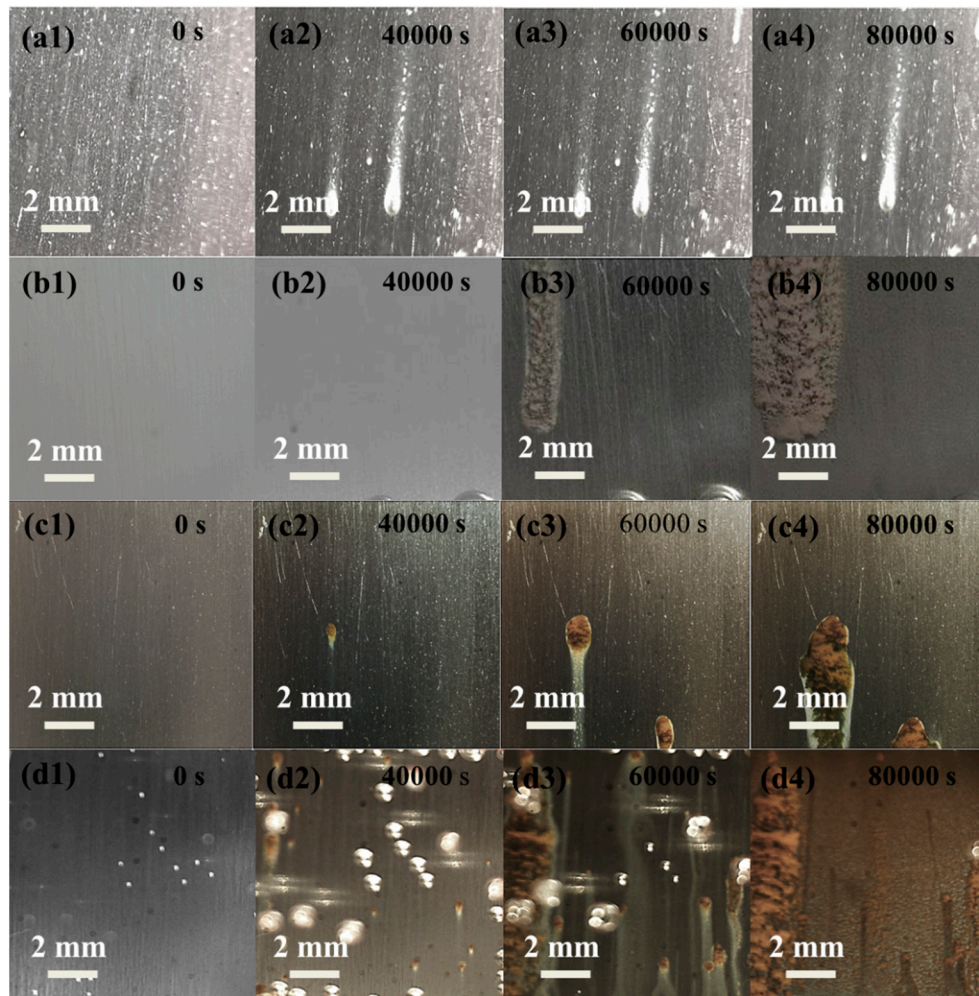 (a1) 0 s
(a2) 40000 s
(a3) 60000 s
(a4) 80000 s
2 mm
2 mm
2 mm
2 mm
(b1) 0 s
(b2) 40000 s
(b3) 60000 s
(b4) 80000 s
2 mm
2 mm
2 mm
2 mm
(c1) 0 s
(c2) 40000 s
(c3) 60000 s
(c4) 80000 s
2 mm
2 mm
2 mm
2 mm
(d1) 0 s
(d2) 40000 s
(d3) 60000 s
(d4) 80000 s
2 mm
2 mm
2 mm
2 mm